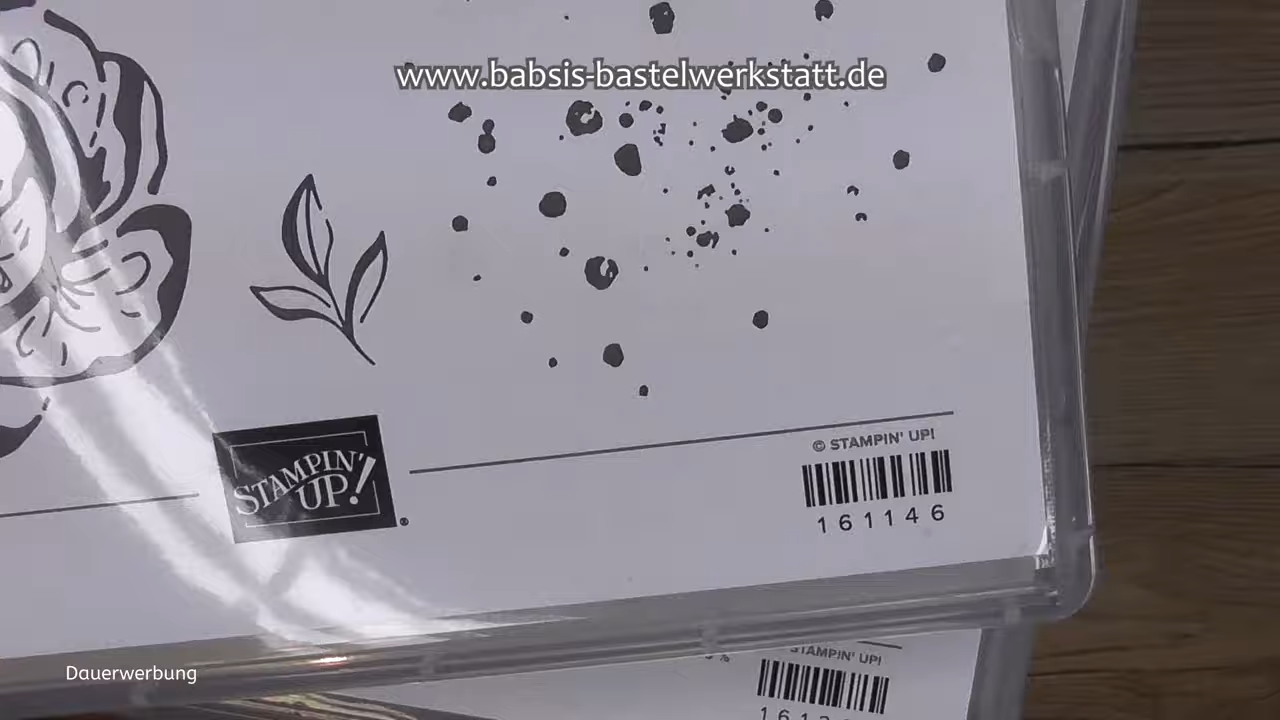 www.babsis-bastelwerkstatt.de
© STAMPIN' UP!
STAMPIN'
UP!
®
161146
Dauerwerbung
STAMPIN' UP!